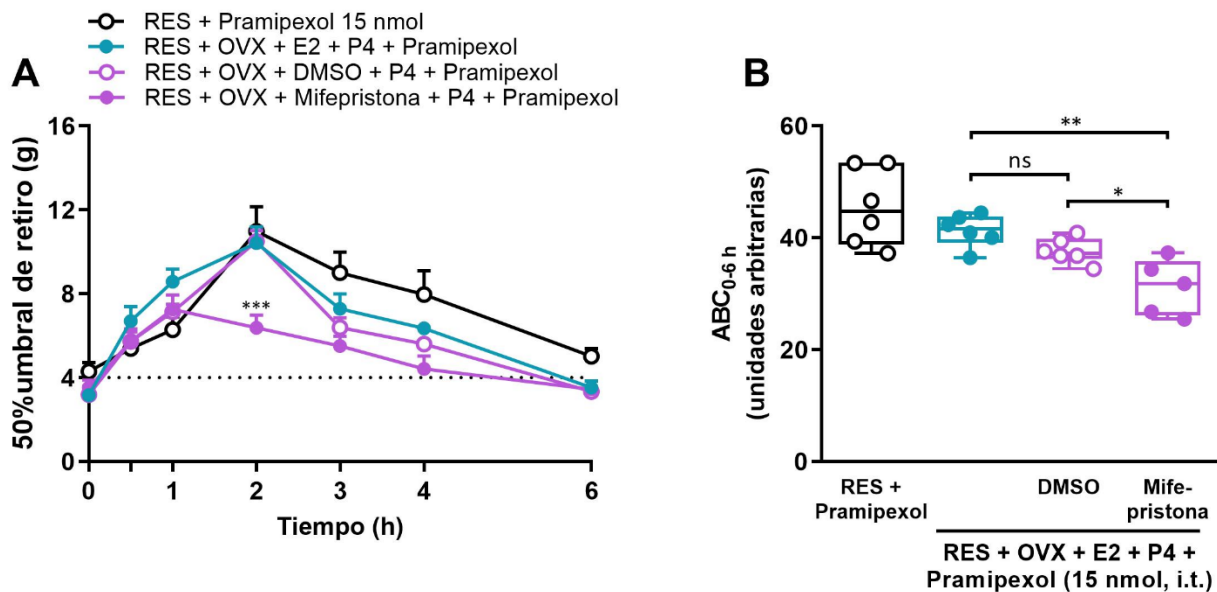 RES + Pramipexol 15 nmol
RES + OVX + E2 + P4 + Pramipexol
RES + OVX + DMSO + P4 + Pramipexol
RES + OVX + Mifepristona + P4 + Pramipexol
A
50%umbral de retiro (g)
16
12
8
4
0
***
0
1
2
3
4
6
Tiempo (h)
B
ABC0-6 h
(unidades arbitrarias)
60
40
20
0
**
ns
*
RES +
Pramipexol
DMSO
Mife-
pristona
RES + OVX + E2 + P4 +
Pramipexol (15 nmol, i.t.)